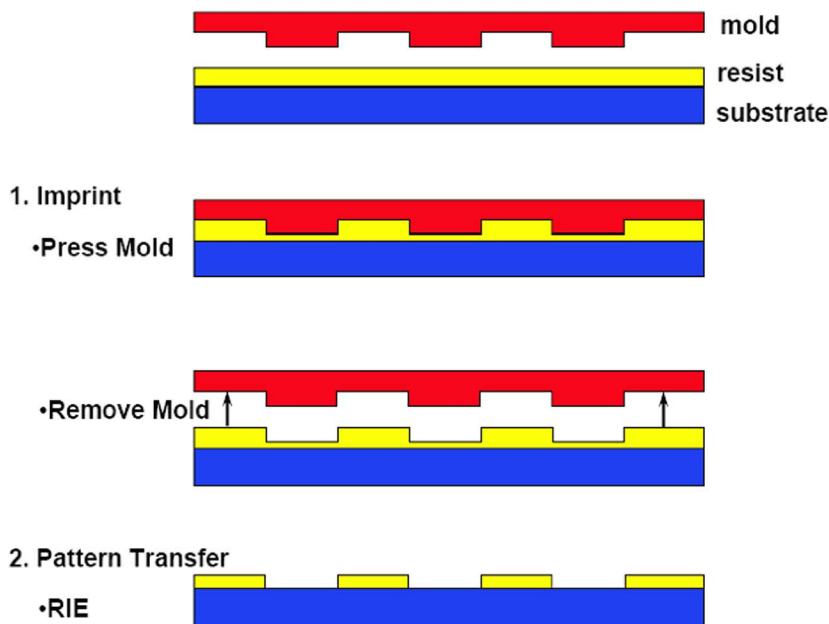 mold
resist
substrate
1. Imprint
•Press Mold
•Remove Mold
2. Pattern Transfer
•RIE